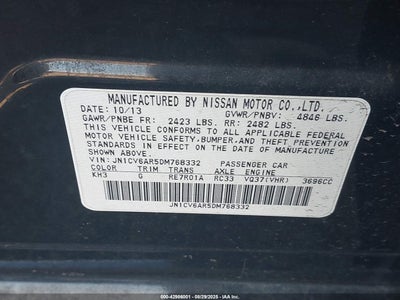 MANUFACTURED BY NISSAN MOTOR CO.,LTD.
DATE: 10/13 GVWR/PNBV: 4846 LBS.
GAWR/PNBE FR: 2423 LBS. RR: 2482 LBS.
THIS VEHICLE CONFORMS TO ALL APPLICABLE FEDERAL
MOTOR VEHICLE SAFETY, BUMPER, AND THEFT PREVENTION
STANDARDS IN EFFECT ON THE DATE OF MANUFACTURE
SHOWN ABOVE.
VIN: JN1CV6AR5DM768332 PASSENGER CAR
COLOR TRIM TRANS AXLE ENGINE
KH3 G RE7R01A RC33 VQ37(VHR) 3696CC
JN1CV6AR5DM768332
000-42998001 - 08/29/2025 - IAAI.COM